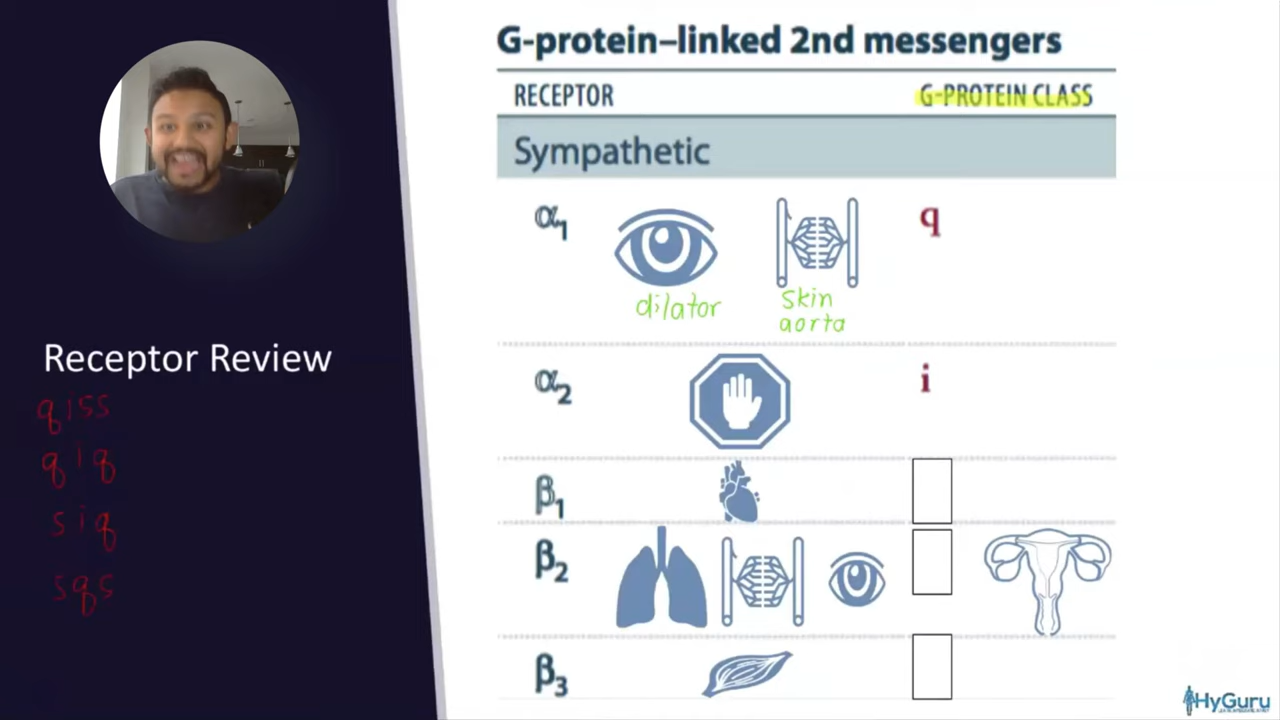 G-protein–linked 2nd messengers
RECEPTOR G-PROTEIN CLASS
Sympathetic
α1 q
dilator
skin
aorta
α2 i
β1
β2
β3
Receptor Review
qiss
qiq
siq
sqs
HyGuru